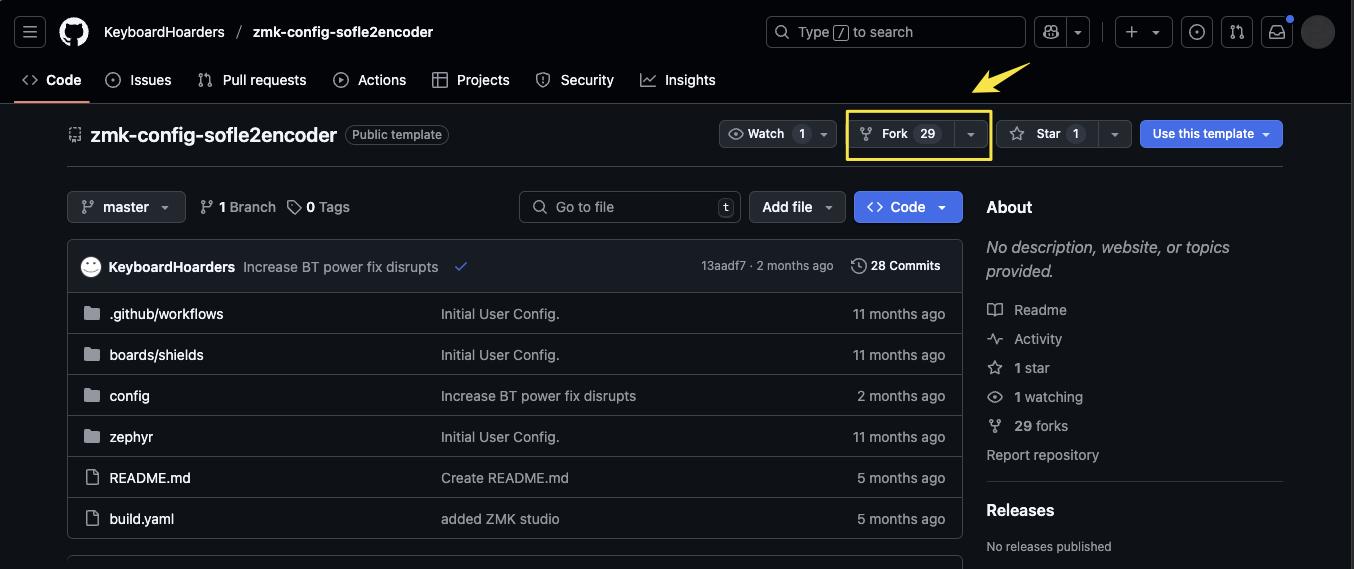 KeyboardHoarders / zmk-config-sofle2encoder Type / to search
Code Issues Pull requests Actions Projects Security Insights
zmk-config-sofle2encoder Public template Watch 1 Fork 29 Star 1 Use this template
master 1 Branch 0 Tags Go to file t Add file <> Code
About
No description, website, or topics
provided.
KeyboardHoarders Increase BT power fix disrupts 13aadf7 · 2 months ago 28 Commits
.github/workflows Initial User Config. 11 months ago
boards/shields Initial User Config. 11 months ago
config Increase BT power fix disrupts 2 months ago
zephyr Initial User Config. 11 months ago
README.md Create README.md 5 months ago
build.yaml added ZMK studio 5 months ago
Readme
Activity
1 star
1 watching
29 forks
Report repository
Releases
No releases published